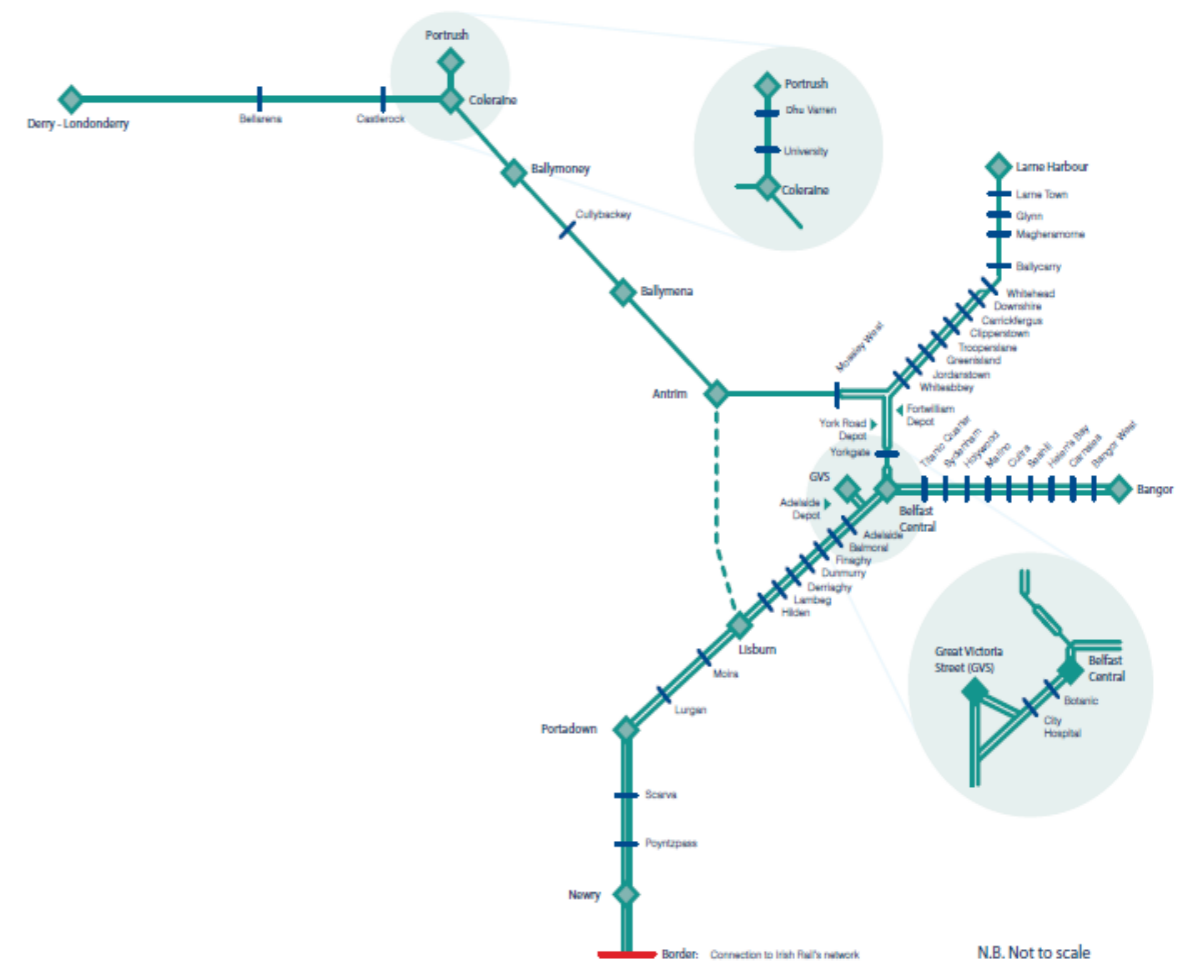 Portrush
Coleraine
Derry - Londonderry
Bellarena
Castlerock
Ballymoney
Cullybackey
Ballymena
Antrim
Portrush
Dhu Varren
University
Coleraine
Larne Harbour
Larne Town
Glynn
Magheramorne
Ballycarry
Whitehead
Downshire
Carrickfergus
Clipperstown
Trooperslane
Greenisland
Jordanstown
Whiteabbey
Mossley West
York Road
Depot
Fortwilliam
Depot
Yorkgate
Titanic Quarter
Sydenham
Holywood
Marino
Cultra
Seahill
Helen's Bay
Carnalea
Bangor West
Bangor
GVS
Adelaide
Depot
Belfast
Central
Adelaide
Balmoral
Finaghy
Dunmurry
Derriaghy
Lambeg
Hilden
Lisburn
Moira
Lurgan
Portadown
Scarva
Poyntzpass
Newry
Border: Connection to Irish Rail's network
Great Victoria
Street (GVS)
Belfast
Central
Botanic
City
Hospital
N.B. Not to scale